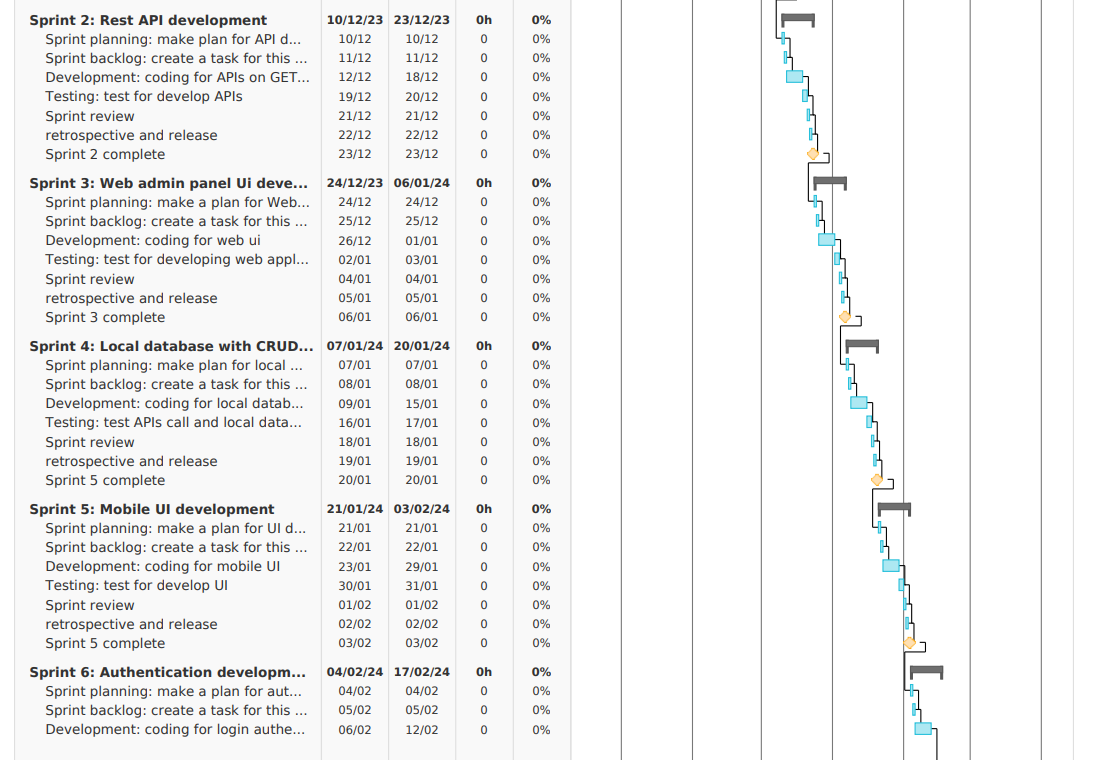 Sprint 2: Rest API development 10/12/23 23/12/23 0h 0%
Sprint planning: make plan for API d... 10/12 10/12 0 0%
Sprint backlog: create a task for this ... 11/12 11/12 0 0%
Development: coding for APIs on GET... 12/12 18/12 0 0%
Testing: test for develop APIs 19/12 20/12 0 0%
Sprint review 21/12 21/12 0 0%
retrospective and release 22/12 22/12 0 0%
Sprint 2 complete 23/12 23/12 0 0%
Sprint 3: Web admin panel Ui deve... 24/12/23 06/01/24 0h 0%
Sprint planning: make a plan for Web... 24/12 24/12 0 0%
Sprint backlog: create a task for this ... 25/12 25/12 0 0%
Development: coding for web ui 26/12 01/01 0 0%
Testing: test for developing web appl... 02/01 03/01 0 0%
Sprint review 04/01 04/01 0 0%
retrospective and release 05/01 05/01 0 0%
Sprint 3 complete 06/01 06/01 0 0%
Sprint 4: Local database with CRUD... 07/01/24 20/01/24 0h 0%
Sprint planning: make plan for local ... 07/01 07/01 0 0%
Sprint backlog: create a task for this ... 08/01 08/01 0 0%
Development: coding for local datab... 09/01 15/01 0 0%
Testing: test APIs call and local data... 16/01 17/01 0 0%
Sprint review 18/01 18/01 0 0%
retrospective and release 19/01 19/01 0 0%
Sprint 5 complete 20/01 20/01 0 0%
Sprint 5: Mobile UI development 21/01/24 03/02/24 0h 0%
Sprint planning: make a plan for UI d... 21/01 21/01 0 0%
Sprint backlog: create a task for this ... 22/01 22/01 0 0%
Development: coding for mobile UI 23/01 29/01 0 0%
Testing: test for develop UI 30/01 31/01 0 0%
Sprint review 01/02 01/02 0 0%
retrospective and release 02/02 02/02 0 0%
Sprint 5 complete 03/02 03/02 0 0%
Sprint 6: Authentication developm... 04/02/24 17/02/24 0h 0%
Sprint planning: make a plan for aut... 04/02 04/02 0 0%
Sprint backlog: create a task for this ... 05/02 05/02 0 0%
Development: coding for login authe... 06/02 12/02 0 0%